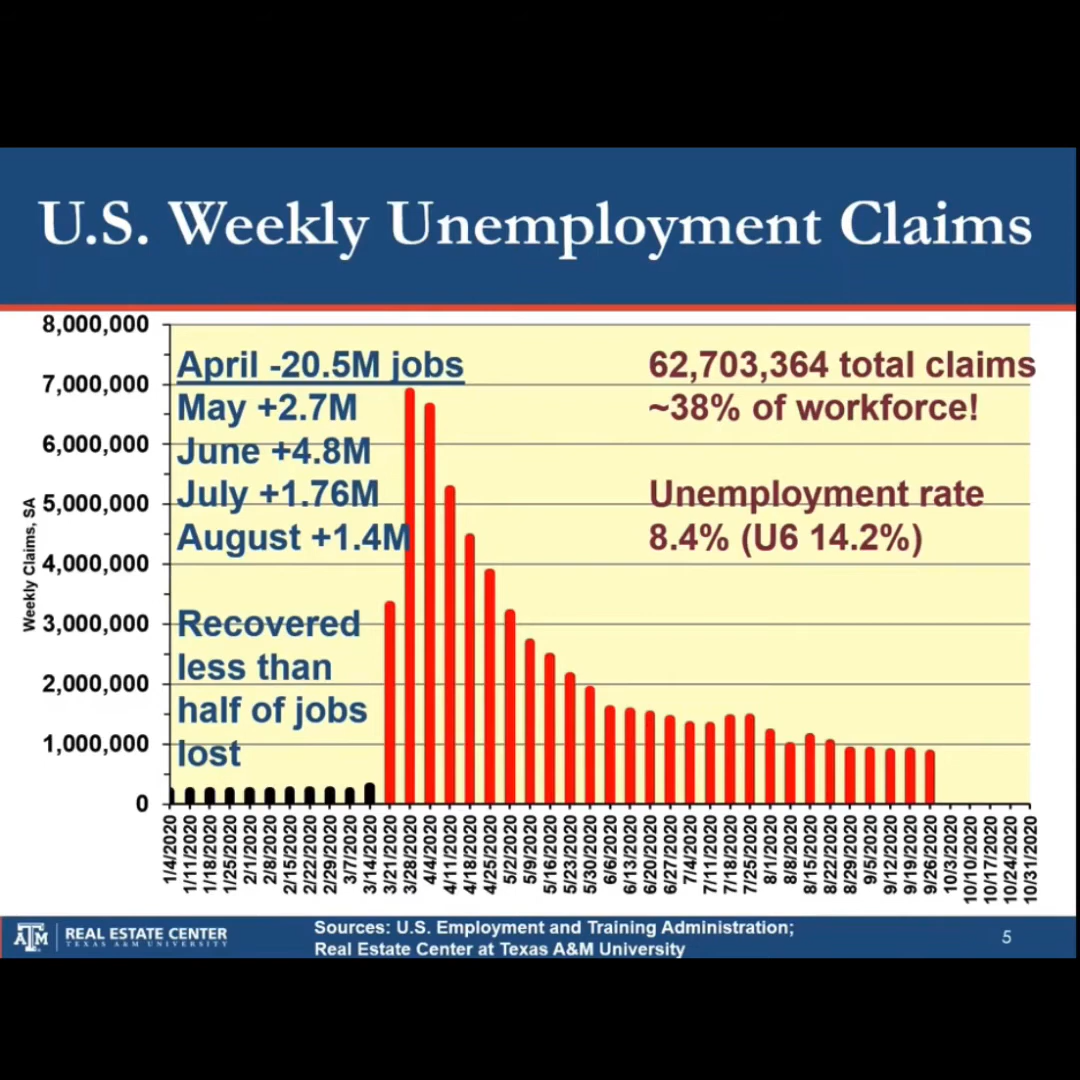 U.S. Weekly Unemployment Claims
8,000,000
7,000,000
6,000,000
5,000,000
4,000,000
3,000,000
2,000,000
1,000,000
0
Weekly Claims, SA
April -20.5M jobs
May +2.7M
June +4.8M
July +1.76M
August +1.4M
Recovered
less than
half of jobs
lost
62,703,364 total claims
~38% of workforce!
Unemployment rate
8.4% (U6 14.2%)
1/4/2020
1/11/2020
1/18/2020
1/25/2020
2/1/2020
2/8/2020
2/15/2020
2/22/2020
2/29/2020
3/7/2020
3/14/2020
3/21/2020
3/28/2020
4/4/2020
4/11/2020
4/18/2020
4/25/2020
5/2/2020
5/9/2020
5/16/2020
5/23/2020
5/30/2020
6/6/2020
6/13/2020
6/20/2020
6/27/2020
7/4/2020
7/11/2020
7/18/2020
7/25/2020
8/1/2020
8/8/2020
8/15/2020
8/22/2020
8/29/2020
9/5/2020
9/12/2020
9/19/2020
9/26/2020
10/3/2020
10/10/2020
10/17/2020
10/24/2020
10/31/2020
ATM
REAL ESTATE CENTER
TEXAS A&M UNIVERSITY
Sources: U.S. Employment and Training Administration;
Real Estate Center at Texas A&M University
5